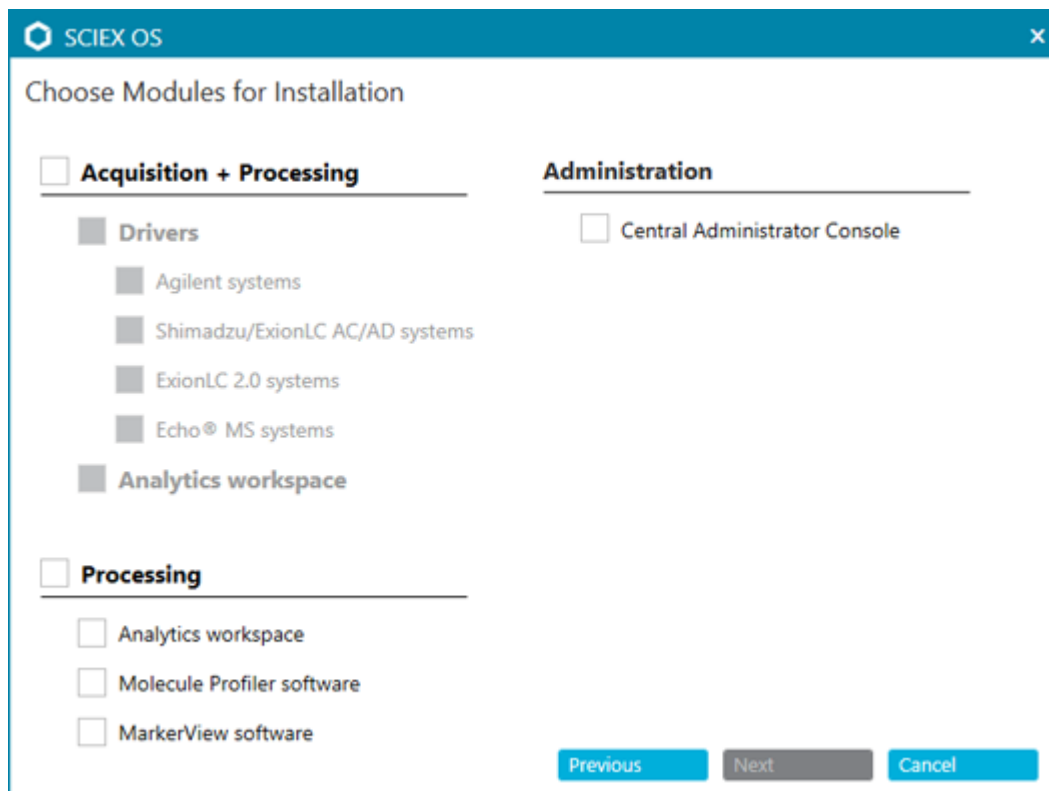 SCIEX OS
Choose Modules for Installation
Acquisition + Processing
Drivers
Agilent systems
Shimadzu/ExionLC AC/AD systems
ExionLC 2.0 systems
Echo® MS systems
Analytics workspace
Processing
Analytics workspace
Molecule Profiler software
MarkerView software
Administration
Central Administrator Console
Previous
Next
Cancel